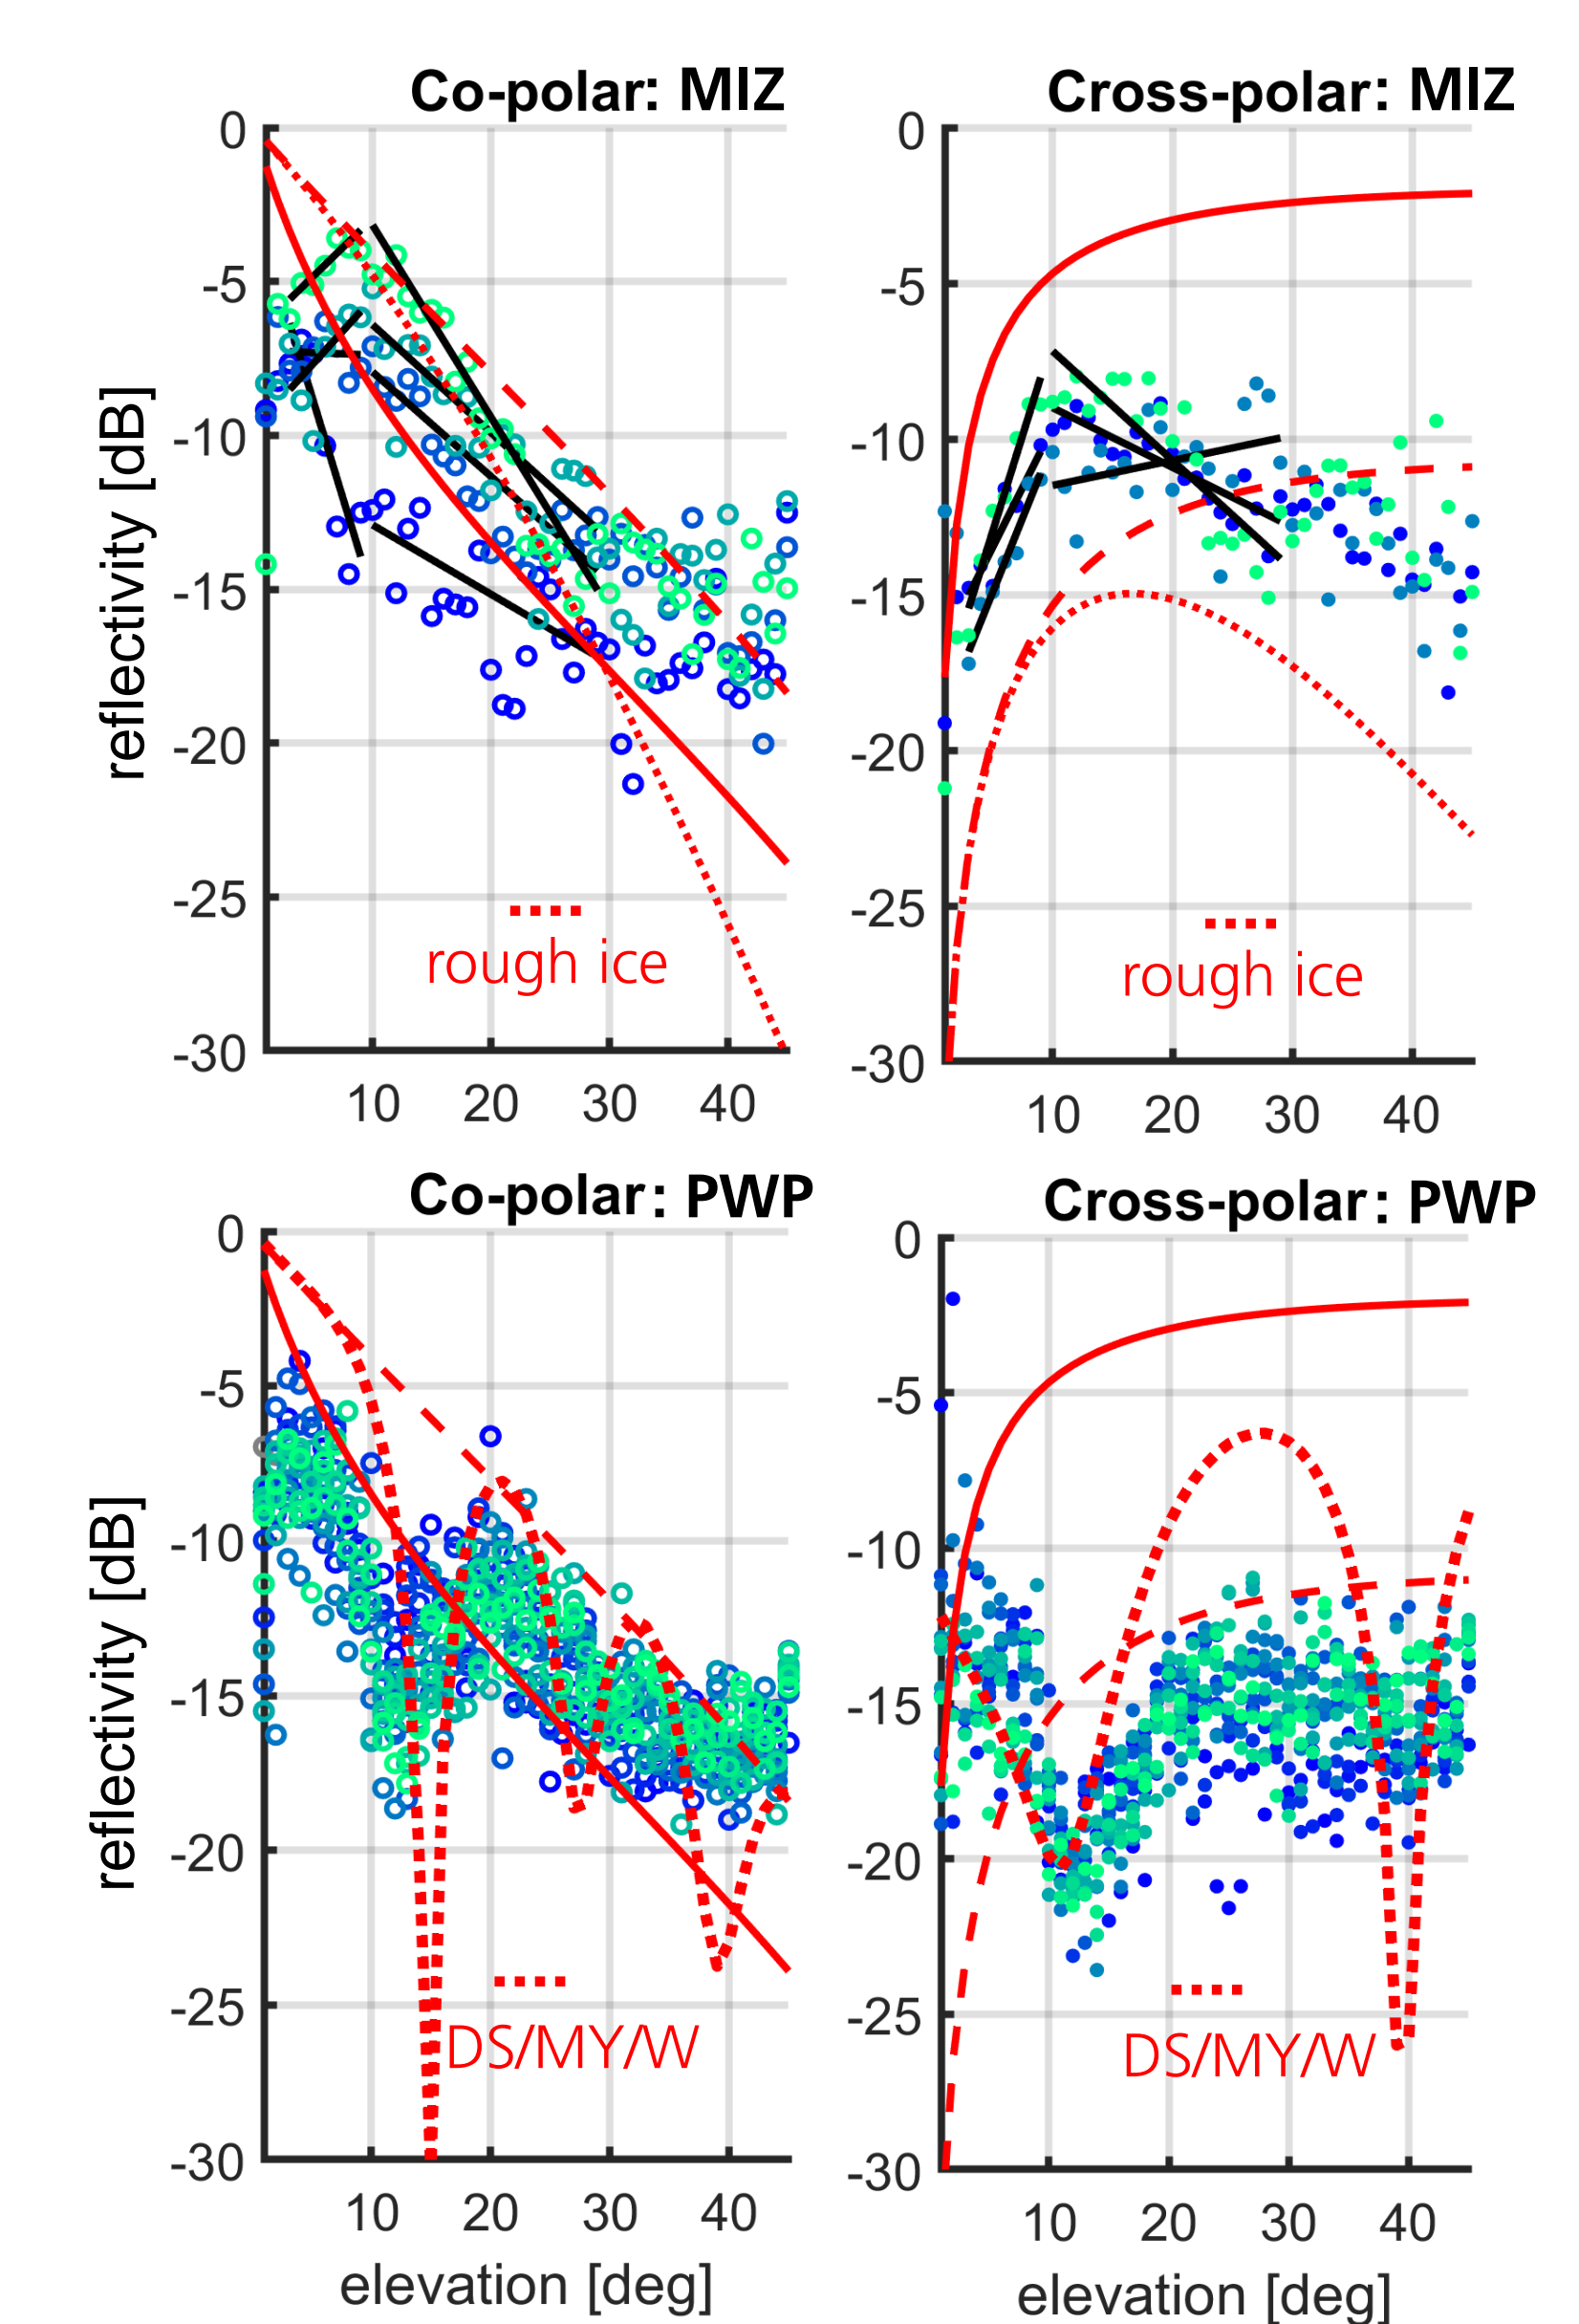 Co-polar: MIZ
Cross-polar: MIZ
reflectivity [dB]
0
-5
-10
-15
-20
-25
-30
rough ice
10 20 30 40
0
-5
-10
-15
-20
-25
-30
rough ice
10 20 30 40
Co-polar: PWP
Cross-polar: PWP
reflectivity [dB]
0
-5
-10
-15
-20
-25
-30
DS/MY/W
10 20 30 40
elevation [deg]
0
-5
-10
-15
-20
-25
-30
DS/MY/W
10 20 30 40
elevation [deg]